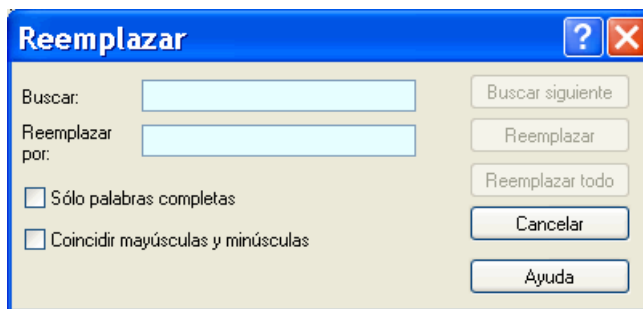 Reemplazar
Buscar:
Buscar siguiente
Reemplazar
por:
Reemplazar
Reemplazar todo
Sólo palabras completas
Cancelar
Coincidir mayúsculas y minúsculas
Ayuda